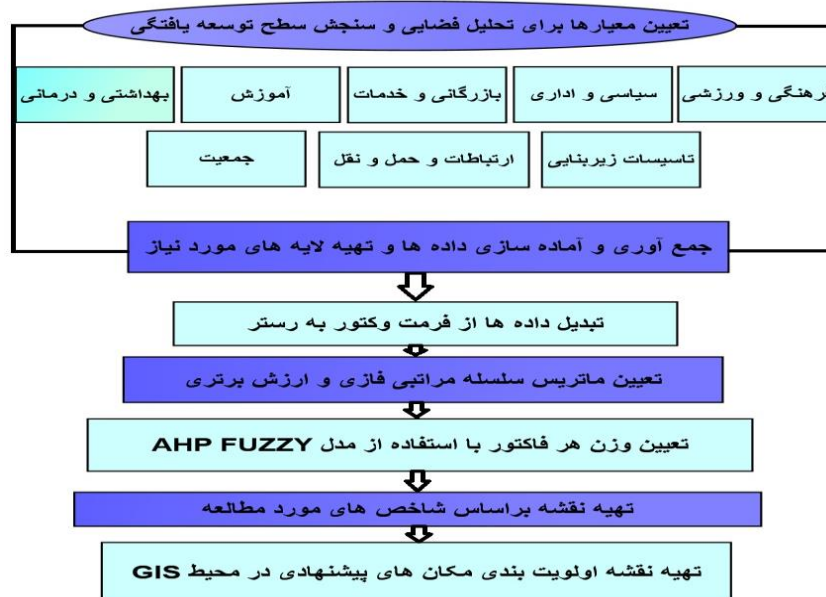 تعیین معیارها برای تحلیل فضایی و سنجش سطح توسعه یافتگی
رهنگی و ورزشی
سیاسی و اداری
بازرگانی و خدمات
آموزش
بهداشتی و درمانی
تاسیسات زیربنایی
ارتباطات و حمل و نقل
جمعیت
جمع آوری و آماده سازی داده ها و تهیه لایه های مورد نیاز
تبدیل داده ها از فرمت وکتور به رستر
تعیین ماتریس سلسله مراتبی فازی و ارزش برتری
تعیین وزن هر فاکتور با استفاده از مدل AHP FUZZY
تهیه نقشه براساس شاخص های مورد مطالعه
تهیه نقشه اولویت بندی مکان های پیشنهادی در محیط GIS